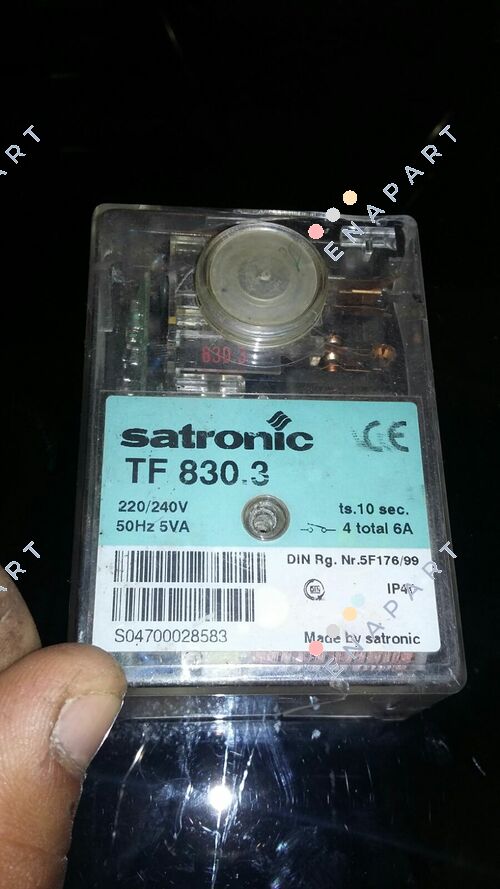 ENAPART
830.3
satronic
CE
TF 830.3
220/240V
ts.10 sec.
50Hz 5VA
4 total 6A
DIN Rg. Nr.5F176/99
S04700028583
Made by satronic
ENAPART